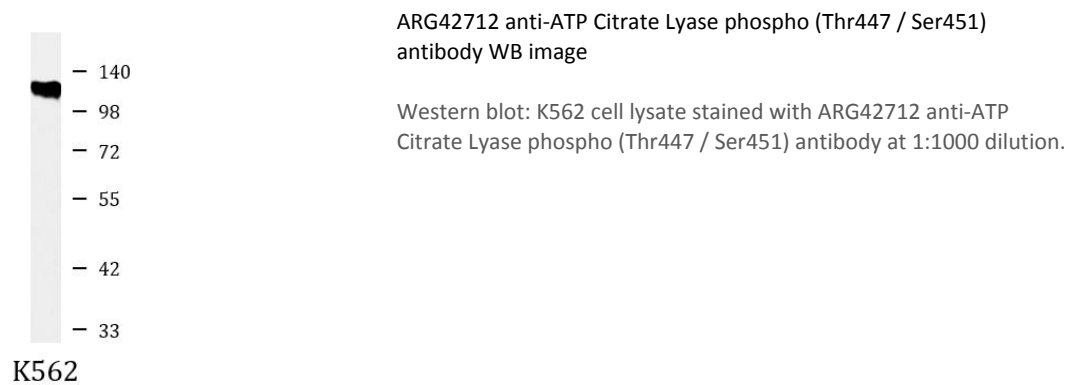 ARG42712 anti-ATP Citrate Lyase phospho (Thr447 / Ser451)
antibody WB image
Western blot: K562 cell lysate stained with ARG42712 anti-ATP
Citrate Lyase phospho (Thr447 / Ser451) antibody at 1:1000 dilution.
140
98
72
55
42
33
K562